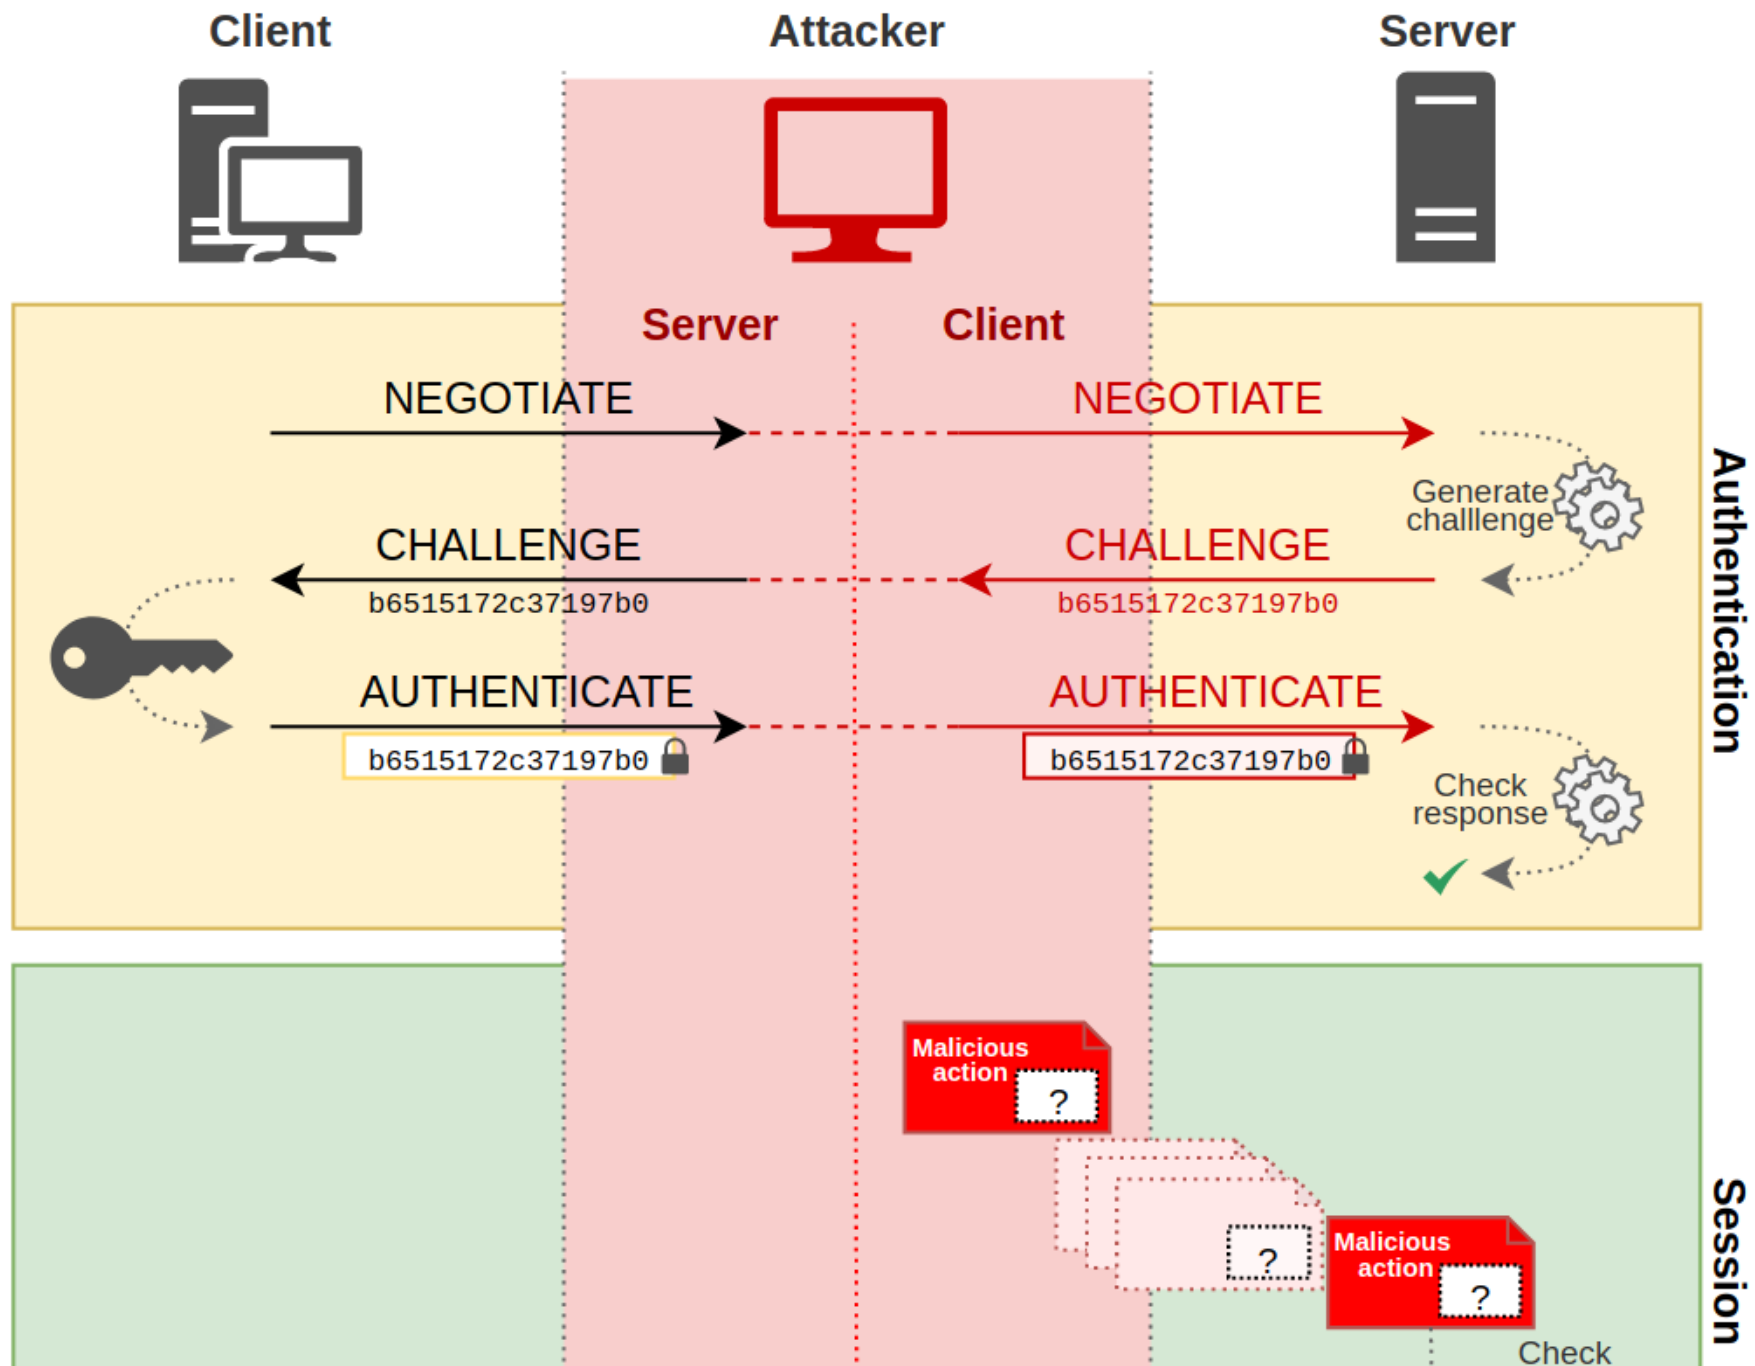 Client
Attacker
Server
Server
Client
NEGOTIATE
NEGOTIATE
Generate
challlenge
CHALLENGE
CHALLENGE
b6515172c37197b0
b6515172c37197b0
AUTHENTICATE
AUTHENTICATE
b6515172c37197b0
b6515172c37197b0
Check
response
Authentication
Malicious
action
?
?
Malicious
action
?
Check
Session